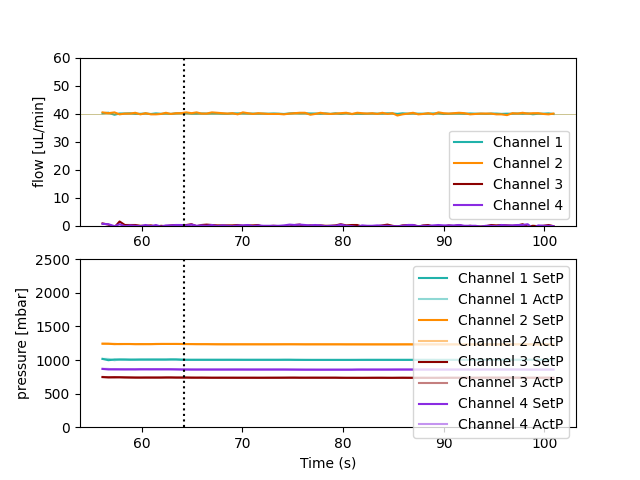 60
50
40
30
20
10
0
flow [uL/min]
Channel 1
Channel 2
Channel 3
Channel 4
60 70 80 90 100
2500
2000
1500
1000
500
0
pressure [mbar]
Channel 1 SetP
Channel 1 ActP
Channel 2 SetP
Channel 2 ActP
Channel 3 SetP
Channel 3 ActP
Channel 4 SetP
Channel 4 ActP
60 70 80 90 100
Time (s)